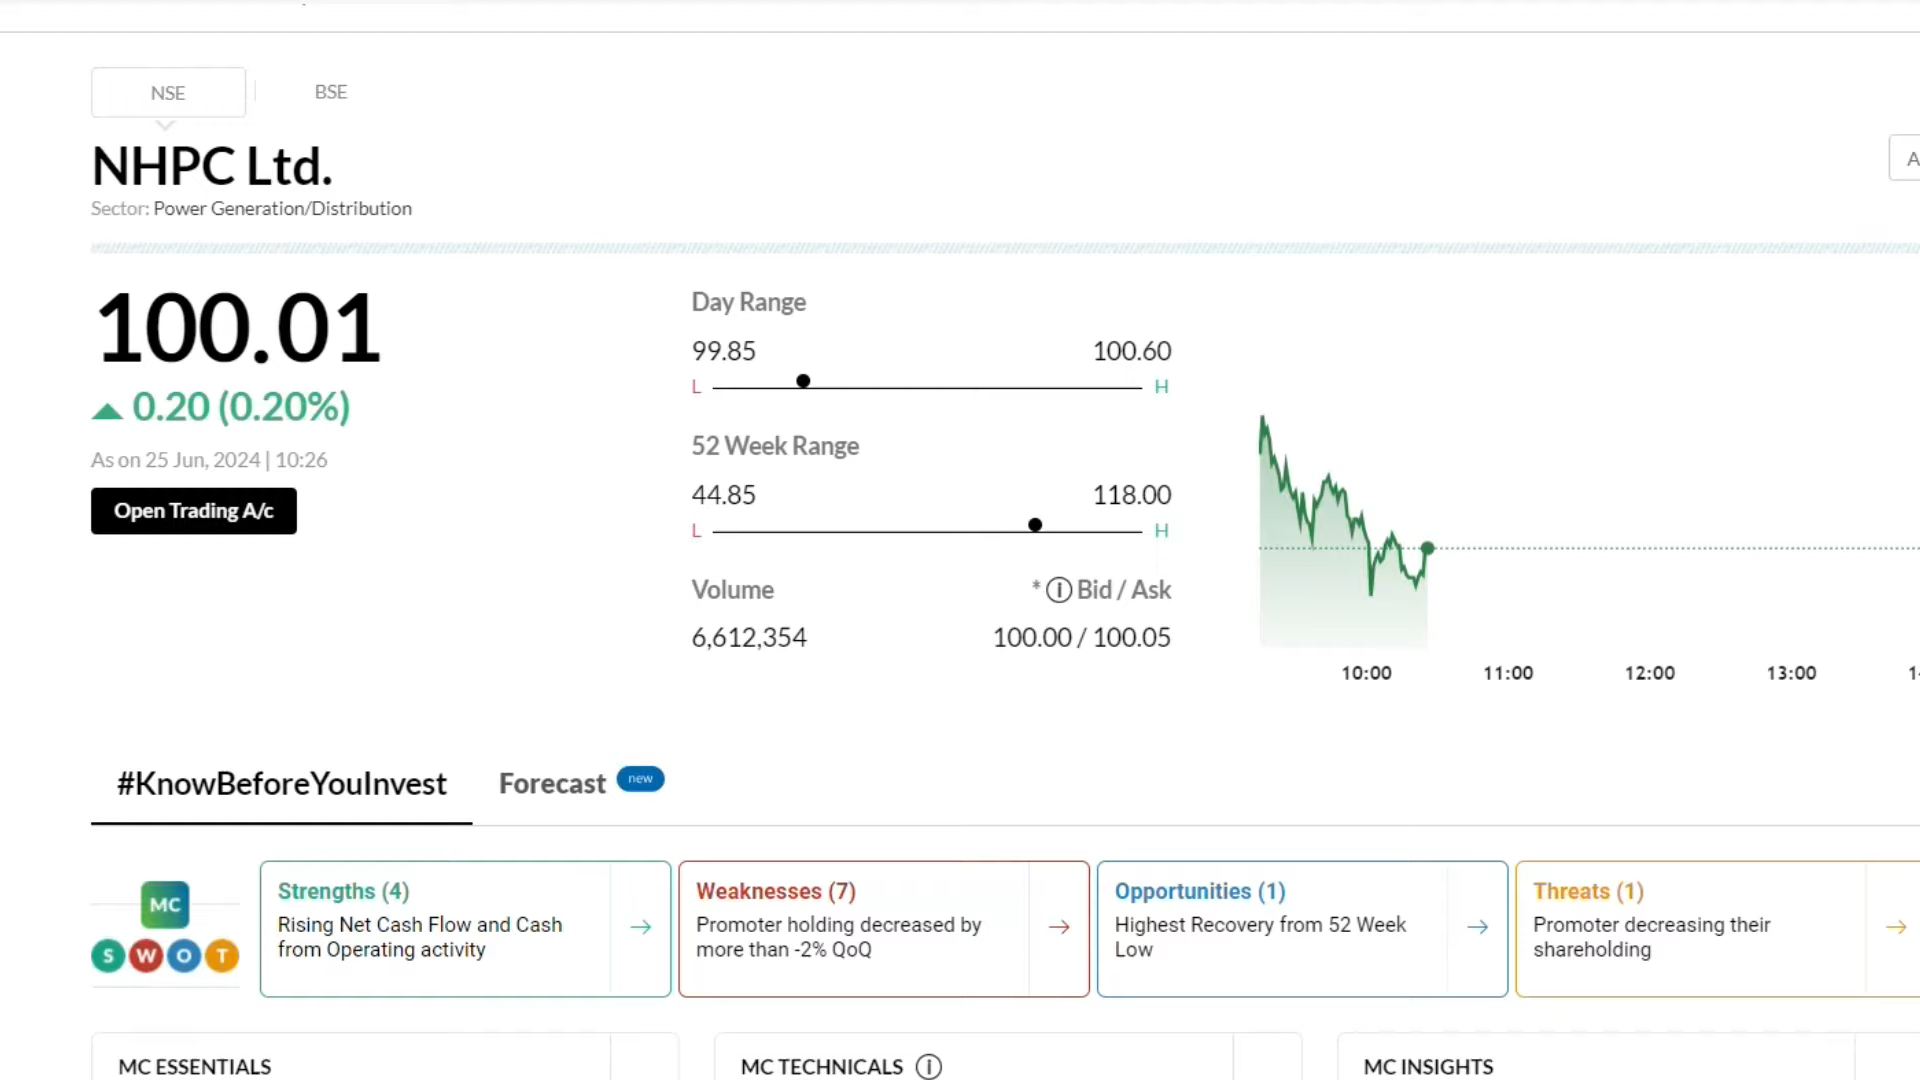 NSE
BSE
NHPC Ltd.
Sector: Power Generation/Distribution
100.01
0.20 (0.20%)
As on 25 Jun, 2024 | 10:26
Open Trading A/c
Day Range
99.85 100.60
L H
52 Week Range
44.85 118.00
L H
Volume * Bid / Ask
6,612,354 100.00 / 100.05
10:00 11:00 12:00 13:00
#KnowBeforeYouInvest
Forecast new
MC
S W O T
Strengths (4)
Rising Net Cash Flow and Cash
from Operating activity
Weaknesses (7)
Promoter holding decreased by
more than -2% QoQ
Opportunities (1)
Highest Recovery from 52 Week
Low
Threats (1)
Promoter decreasing their
shareholding
MC ESSENTIALS
MC TECHNICALS
MC INSIGHTS